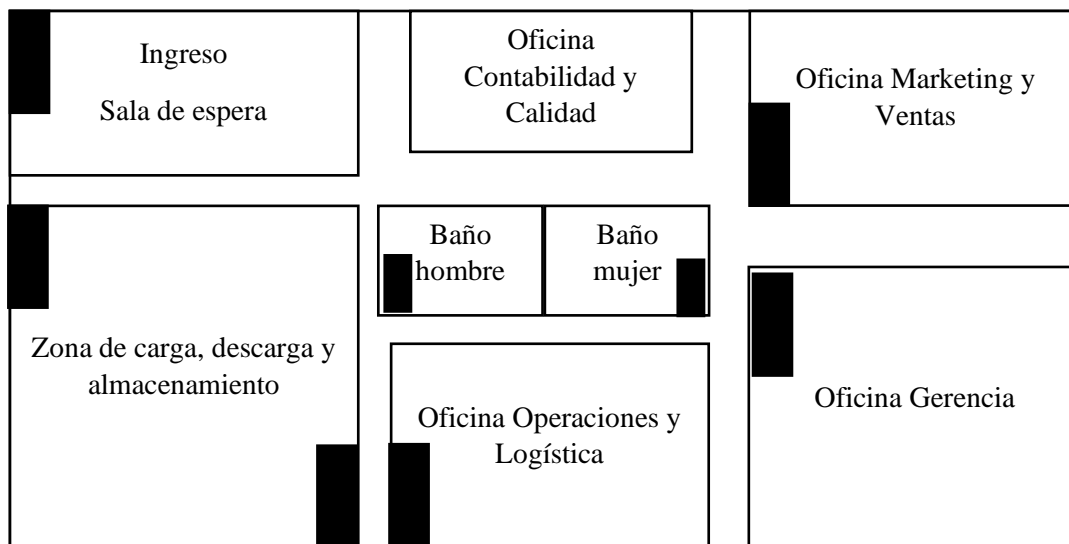 Ingreso
Sala de espera
Oficina
Contabilidad y
Calidad
Oficina Marketing y
Ventas
Baño
hombre
Baño
mujer
Zona de carga, descarga y
almacenamiento
Oficina Operaciones y
Logística
Oficina Gerencia